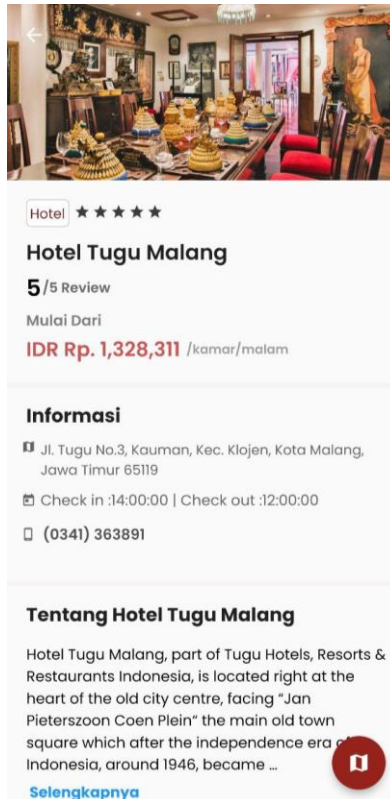 Hotel ★★★★★
Hotel Tugu Malang
5/5 Review
Mulai Dari
IDR Rp. 1,328,311 /kamar/malam
Informasi
Jl. Tugu No.3, Kauman, Kec. Klojen, Kota Malang,
Jawa Timur 65119
Check in :14:00:00 | Check out :12:00:00
(0341) 363891
Tentang Hotel Tugu Malang
Hotel Tugu Malang, part of Tugu Hotels, Resorts &
Restaurants Indonesia, is located right at the
heart of the old city centre, facing “Jan
Pieterszoon Coen Plein” the main old town
square which after the independence era of
Indonesia, around 1946, became ...
Selengkapnya